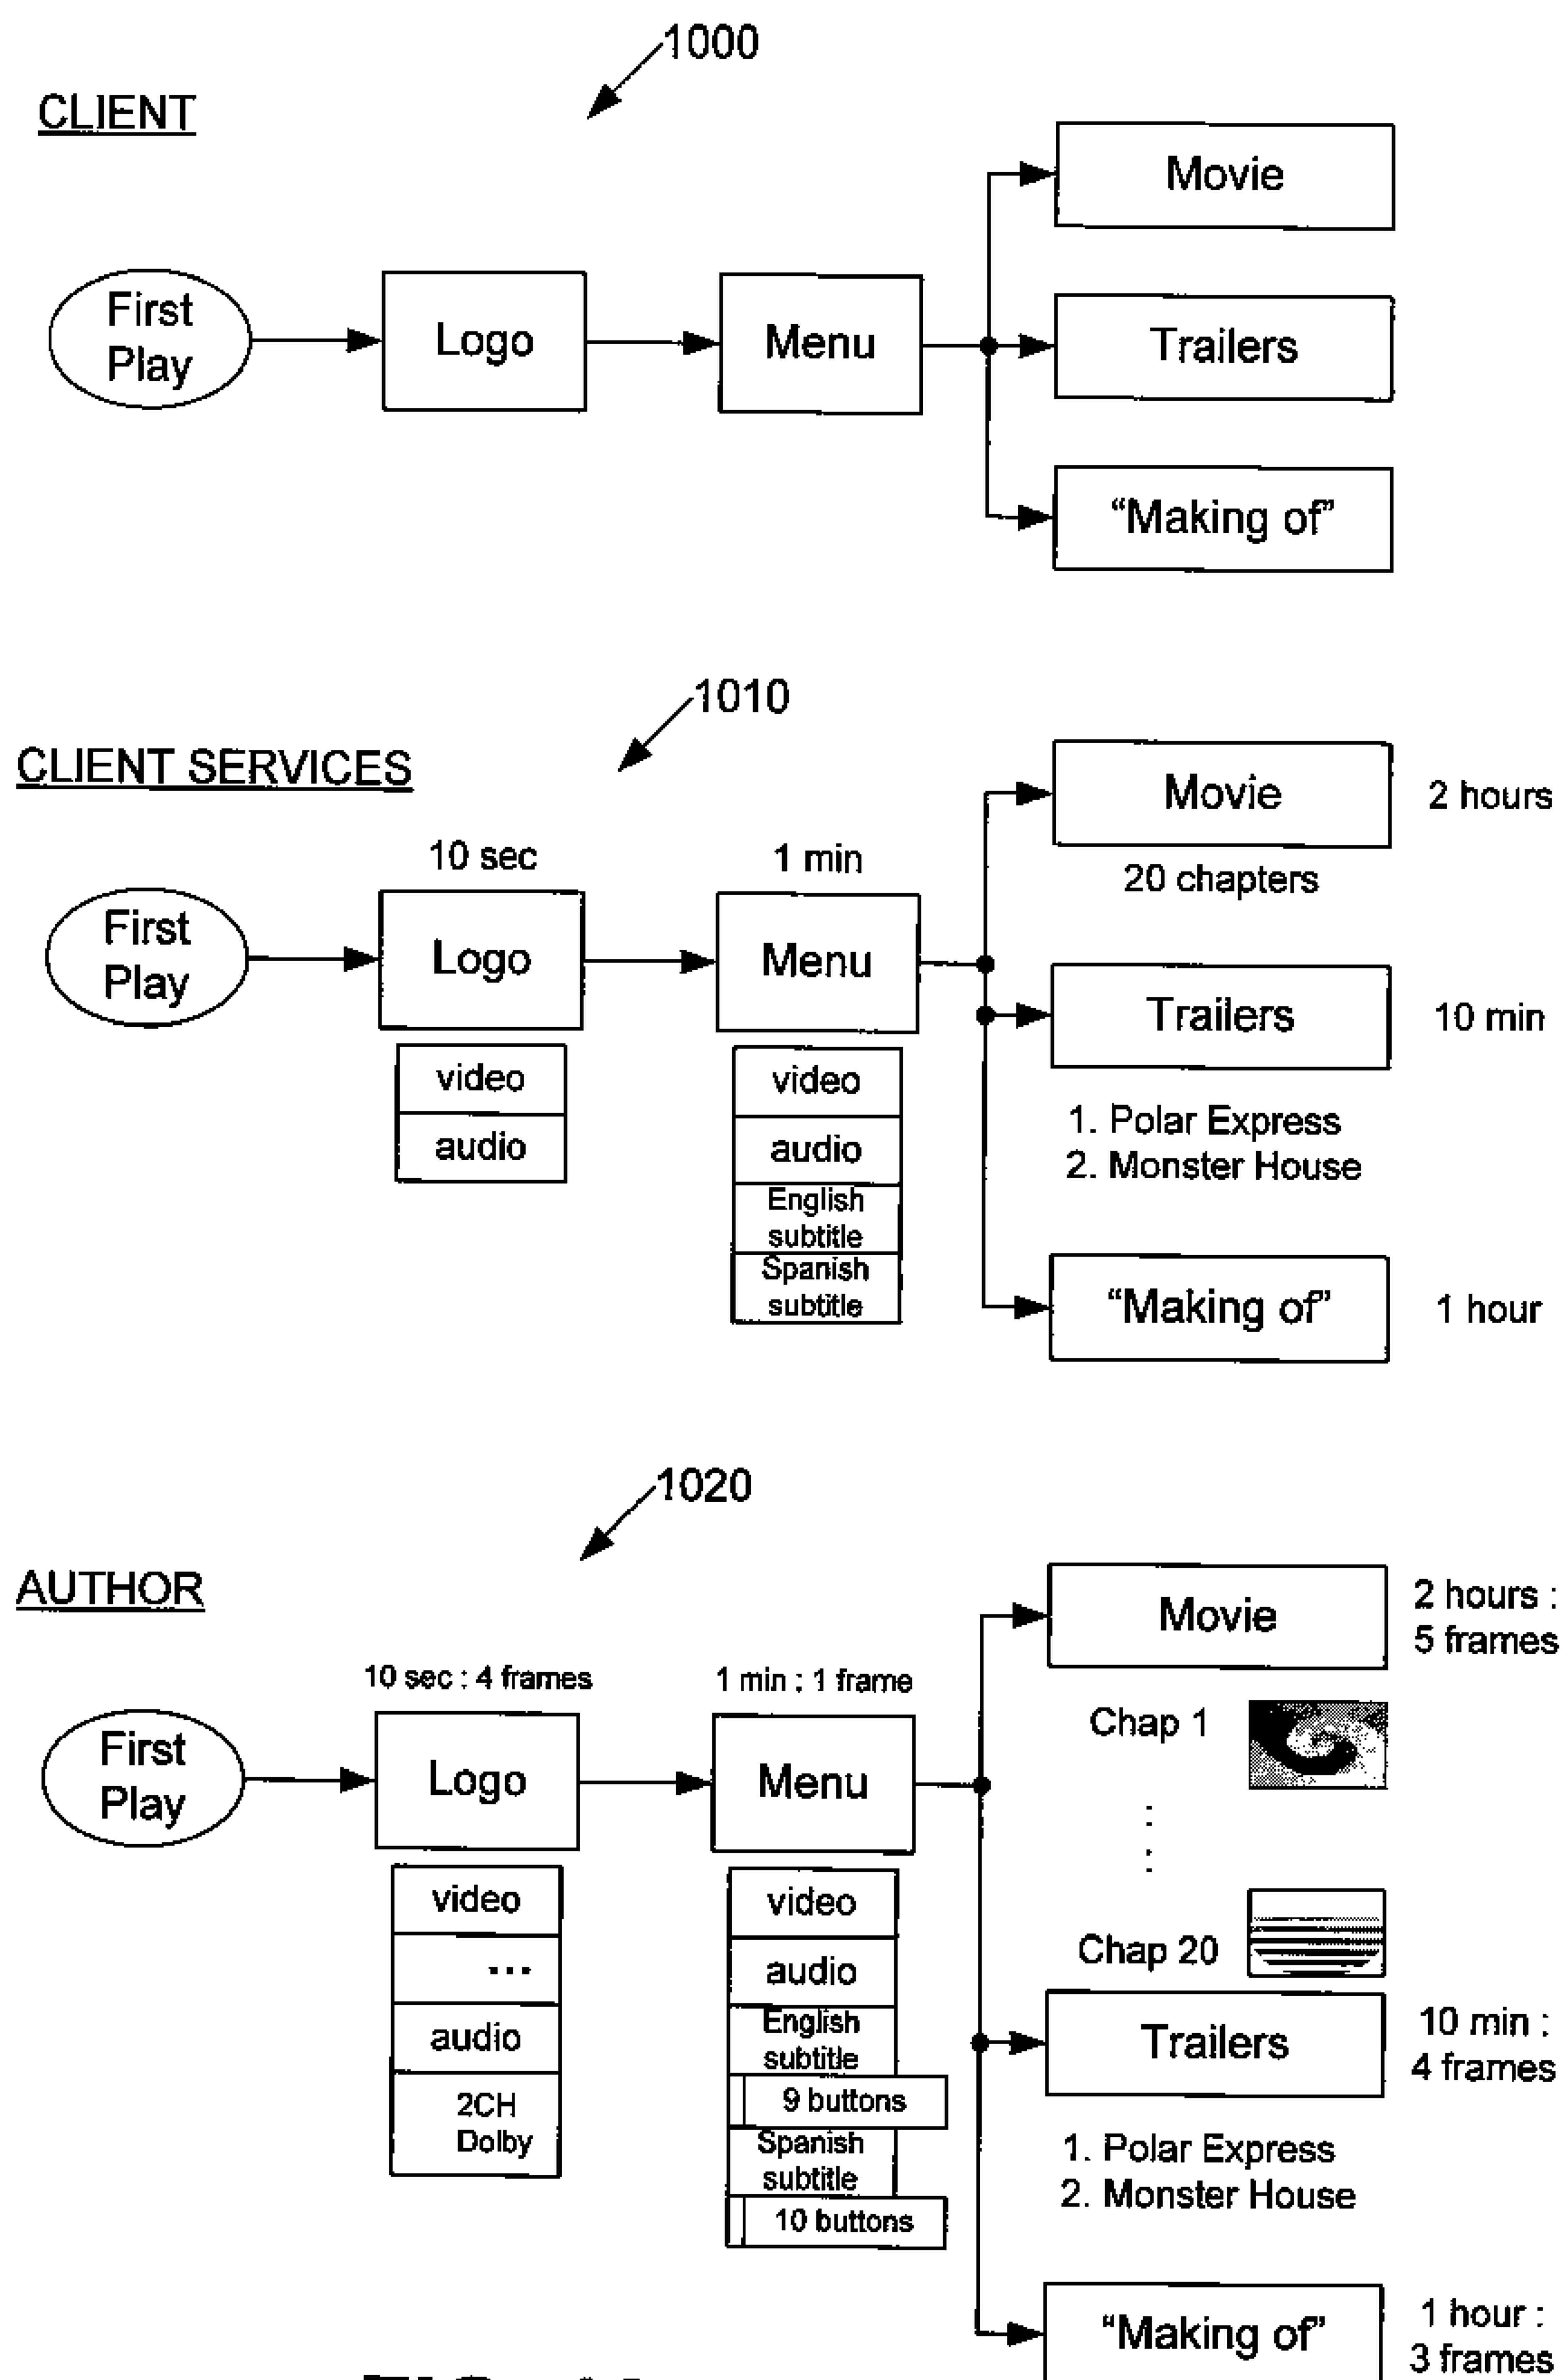 1000
CLIENT
First
Play
Logo
Menu
Movie
Trailers
“Making of”
1010
CLIENT SERVICES
First
Play
10 sec
Logo
video
audio
1 min
Menu
video
audio
English
subtitle
Spanish
subtitle
Movie
2 hours
20 chapters
Trailers
10 min
1. Polar Express
2. Monster House
“Making of”
1 hour
1020
AUTHOR
First
Play
10 sec : 4 frames
Logo
video
...
audio
2CH
Dolby
1 min : 1 frame
Menu
video
audio
English
subtitle
9 buttons
Spanish
subtitle
10 buttons
Movie
2 hours :
5 frames
Chap 1
Chap 20
Trailers
10 min :
4 frames
1. Polar Express
2. Monster House
“Making of”
1 hour :
3 frames